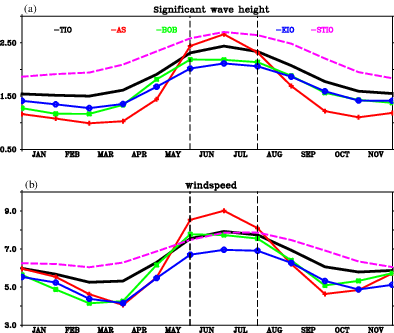 (a) Significant wave height
-TIO -AS -BOB -EIO -STIO
2.50
1.50
0.50
JAN FEB MAR APR MAY JUN JUL AUG SEP OCT NOV
(b) Windspeed
9.0
7.0
5.0
3.0
JAN FEB MAR APR MAY JUN JUL AUG SEP OCT NOV